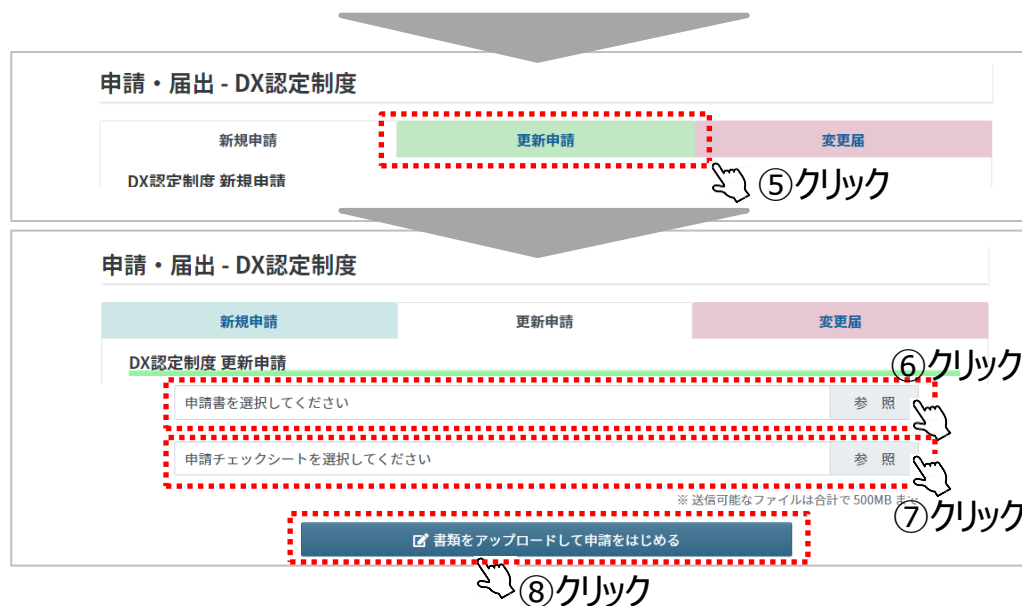 申請・届出 - DX認定制度
新規申請
更新申請
変更届
DX認定制度 新規申請
⑤クリック
申請・届出 - DX認定制度
新規申請
更新申請
変更届
DX認定制度 更新申請
⑥クリック
申請書を選択してください
参 照
申請チェックシートを選択してください
参 照
※ 送信可能なファイルは合計で 500MB まで
⑦クリック
書類をアップロードして申請をはじめる
⑧クリック